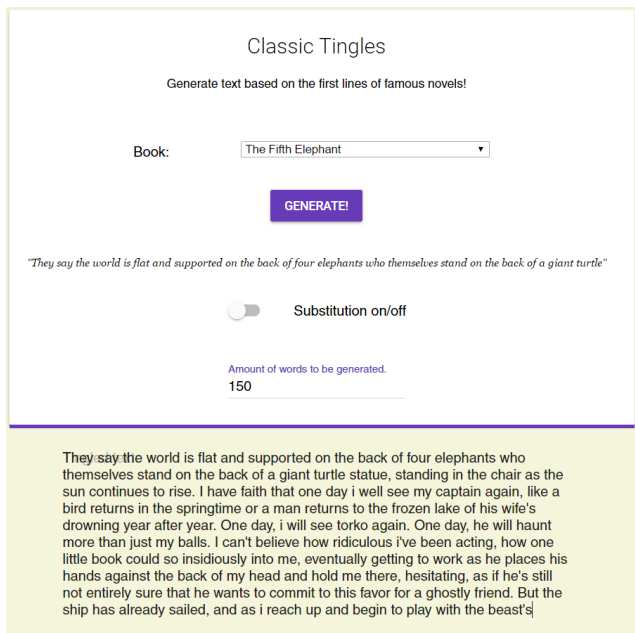 Classic Tingles
Generate text based on the first lines of famous novels!
Book:
The Fifth Elephant
GENERATE!
"They say the world is flat and supported on the back of four elephants who themselves stand on the back of a giant turtle"
Substitution on/off
Amount of words to be generated.
150
They say the world is flat and supported on the back of four elephants who
themselves stand on the back of a giant turtle statue, standing in the chair as the
sun continues to rise. I have faith that one day i well see my captain again, like a
bird returns in the springtime or a man returns to the frozen lake of his wife's
drowning year after year. One day, i will see torko again. One day, he will haunt
more than just my balls. I can't believe how ridiculous i've been acting, how one
little book could so insidiously into me, eventually getting to work as he places his
hands against the back of my head and hold me there, hesitating, as if he's still
not entirely sure that he wants to commit to this favor for a ghostly friend. But the
ship has already sailed, and as i reach up and begin to play with the beast's